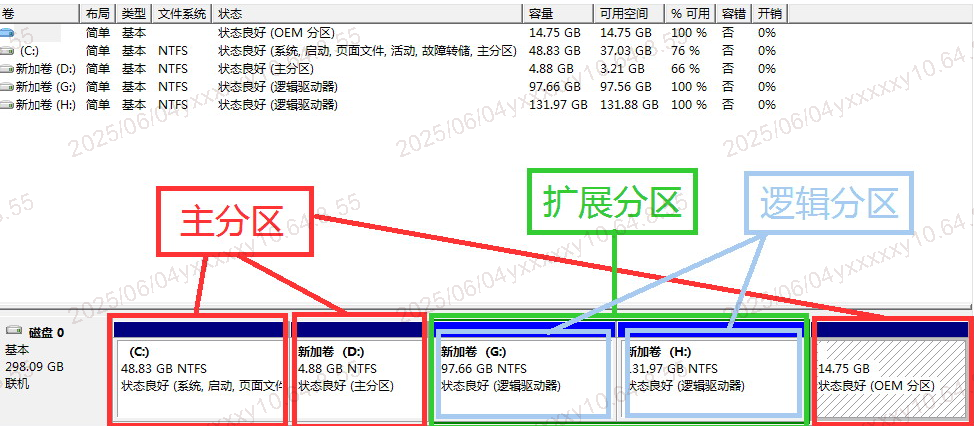 卷 布局 类型 文件系统 状态 容量 可用空间 % 可用 容错 开销
简单 基本 状态良好 (OEM 分区) 14.75 GB 14.75 GB 100 % 否 0%
(C:) 简单 基本 NTFS 状态良好 (系统, 启动, 页面文件, 活动, 故障转储, 主分区) 48.83 GB 37.03 GB 76 % 否 0%
新加卷 (D:) 简单 基本 NTFS 状态良好 (主分区) 4.88 GB 3.21 GB 66 % 否 0%
新加卷 (G:) 简单 基本 NTFS 状态良好 (逻辑驱动器) 97.66 GB 97.56 GB 100 % 否 0%
新加卷 (H:) 简单 基本 NTFS 状态良好 (逻辑驱动器) 131.97 GB 131.88 GB 100 % 否 0%
主分区 扩展分区 逻辑分区
磁盘 0
基本
298.09 GB
联机
(C:)
48.83 GB NTFS
状态良好 (系统, 启动, 页面文件
新加卷 (D:)
4.88 GB NTFS
状态良好 (主分区)
新加卷 (G:)
97.66 GB NTFS
状态良好 (逻辑驱动器)
新加卷 (H:)
131.97 GB NTFS
状态良好 (逻辑驱动器)
14.75 GB
状态良好 (OEM 分区)
2025/06/04yxxxxxy10.64.8.55